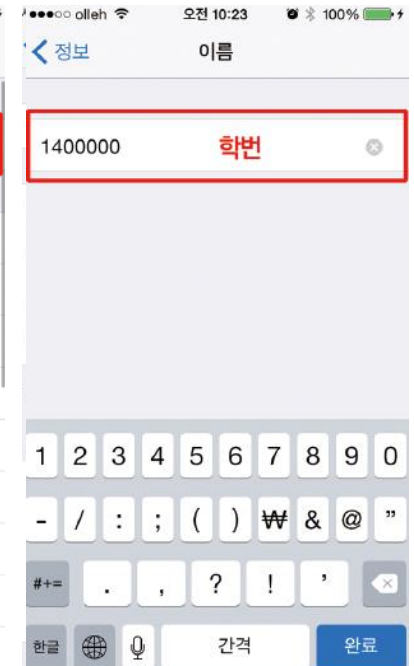 olleh 오전 10:23 100%
정보 이름
1400000 학번
1 2 3 4 5 6 7 8 9 0
- / : ; ( ) ₩ & @ "
#+= . , ? ! '
한글 간격 완료